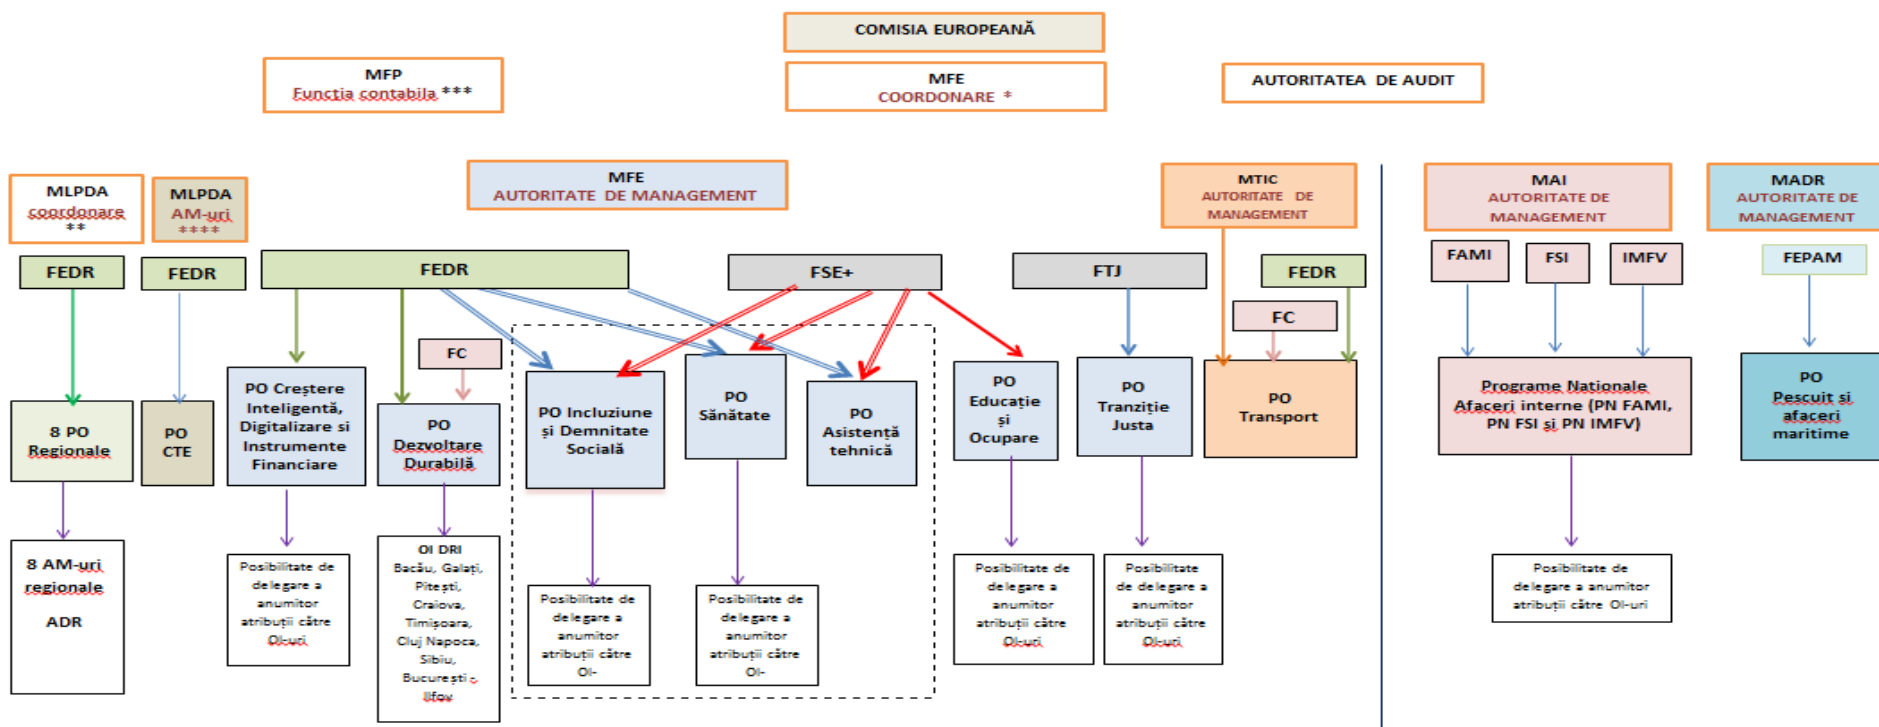 COMISIA EUROPEANĂ
MFP
Funcția contabila ***
MFE
COORDONARE *
AUTORITATEA DE AUDIT
MLPDA
coordonare
**
MLPDA
AM-uri
****
MFE
AUTORITATE DE MANAGEMENT
MTIC
AUTORITATE DE
MANAGEMENT
MAI
AUTORITATE DE
MANAGEMENT
MADR
AUTORITATE DE
MANAGEMENT
FEDR
FEDR
FEDR
FSE+
FTJ
FEDR
FAMI
FSI
IMFV
FEPAM
FC
FC
8 PO
Regionale
PO
CTE
PO Creștere
Inteligentă,
Digitalizare si
Instrumente
Financiare
PO
Dezvoltare
Durabilă
PO Incluziune
și Demnitate
Socială
PO
Sănătate
PO
Asistență
tehnică
PO
Educație
și
Ocupare
PO
Tranziție
Justa
PO
Transport
Programe Nationale
Afaceri interne (PN FAMI,
PN FSI si PN IMFV)
PO
Pescuit si
afaceri
maritime
8 AM-uri
regionale
ADR
Posibilitate de
delegare a
anumitor
atribuții către
OI-uri
OI DRI
Bacău, Galați,
Pitești,
Craiova,
Timișoara,
Cluj Napoca,
Sibiu,
București -
Ilfov
Posibilitate de
delegare a
anumitor
atribuții către
OI-
Posibilitate de
delegare a
anumitor
atribuții către
OI-
Posibilitate de
delegare a
anumitor
atribuții către
OI-uri
Posibilitate
de delegare a
anumitor
atribuții către
OI-uri
Posibilitate de
delegare a anumitor
atribuții către OI-uri